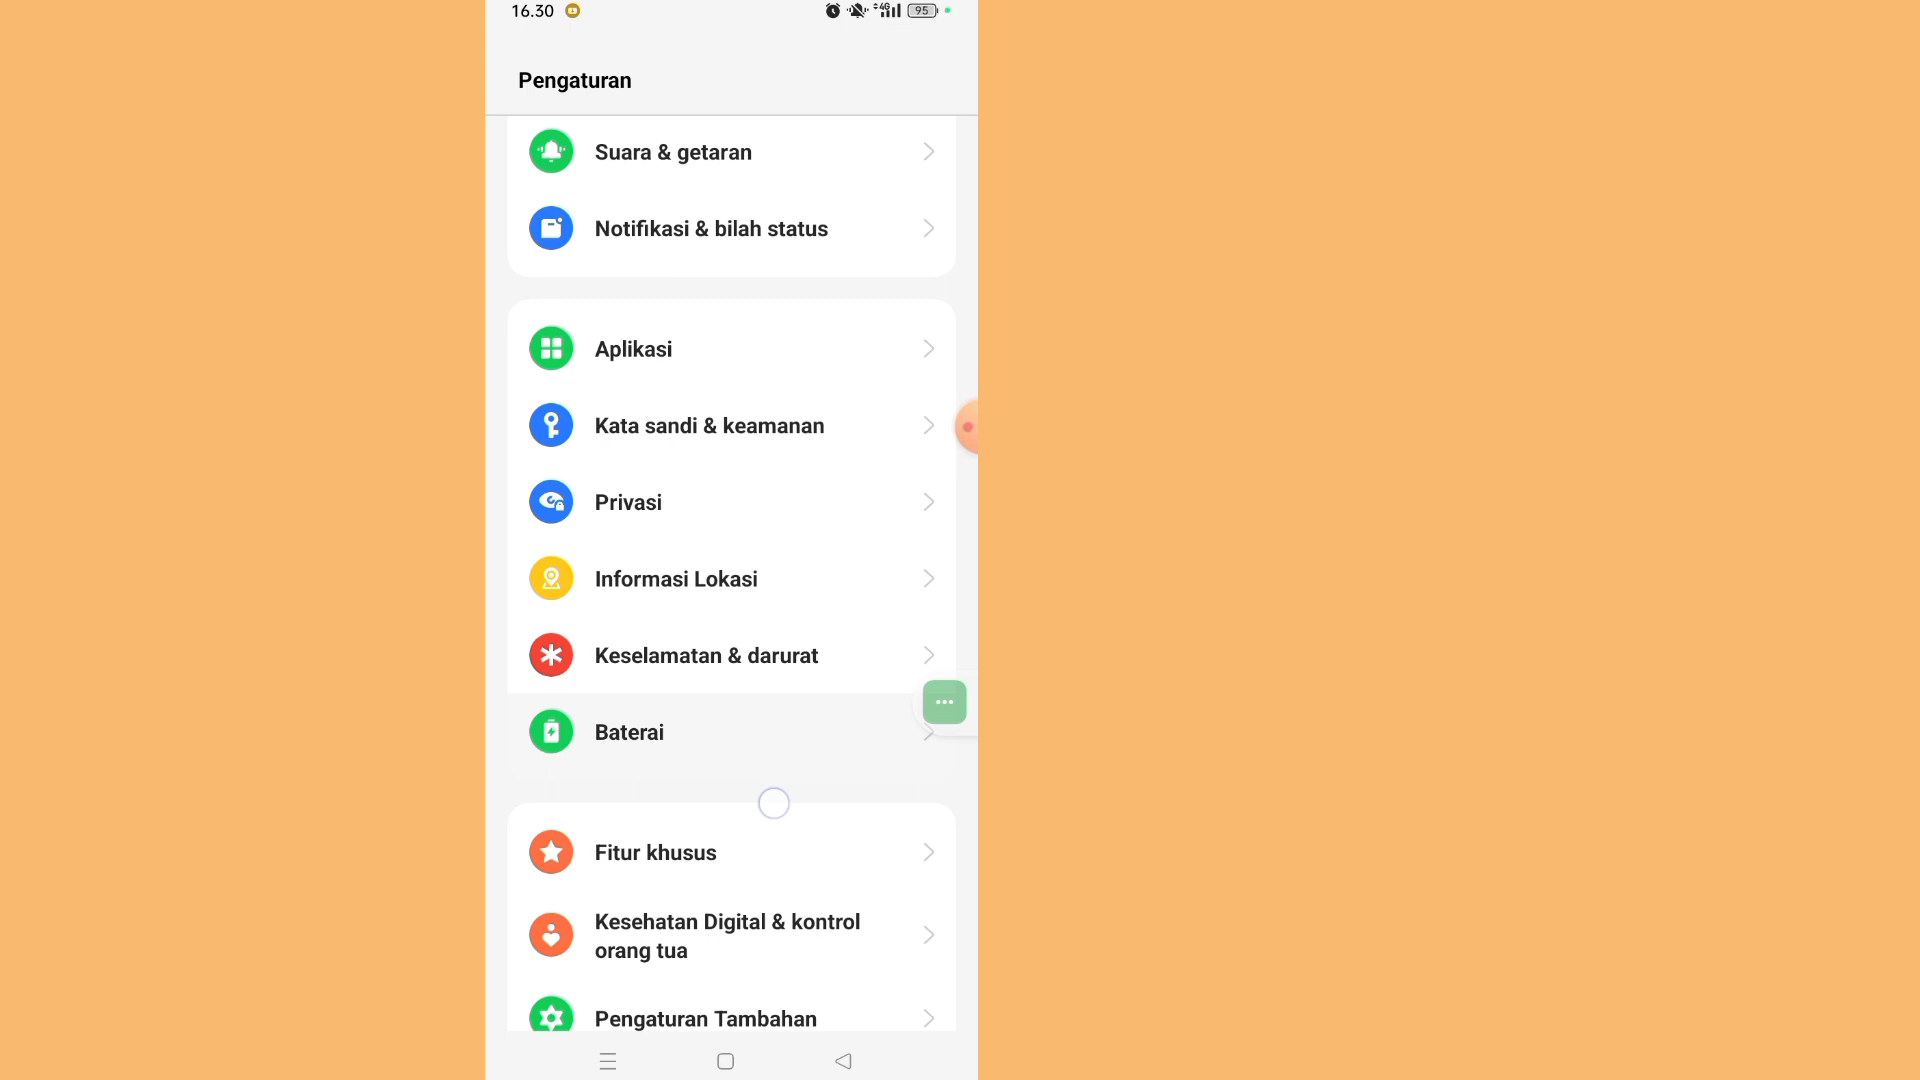 16.30
4G
95
Pengaturan
Suara & getaran
Notifikasi & bilah status
Aplikasi
Kata sandi & keamanan
Privasi
Informasi Lokasi
Keselamatan & darurat
Baterai
Fitur khusus
Kesehatan Digital & kontrol
orang tua
Pengaturan Tambahan